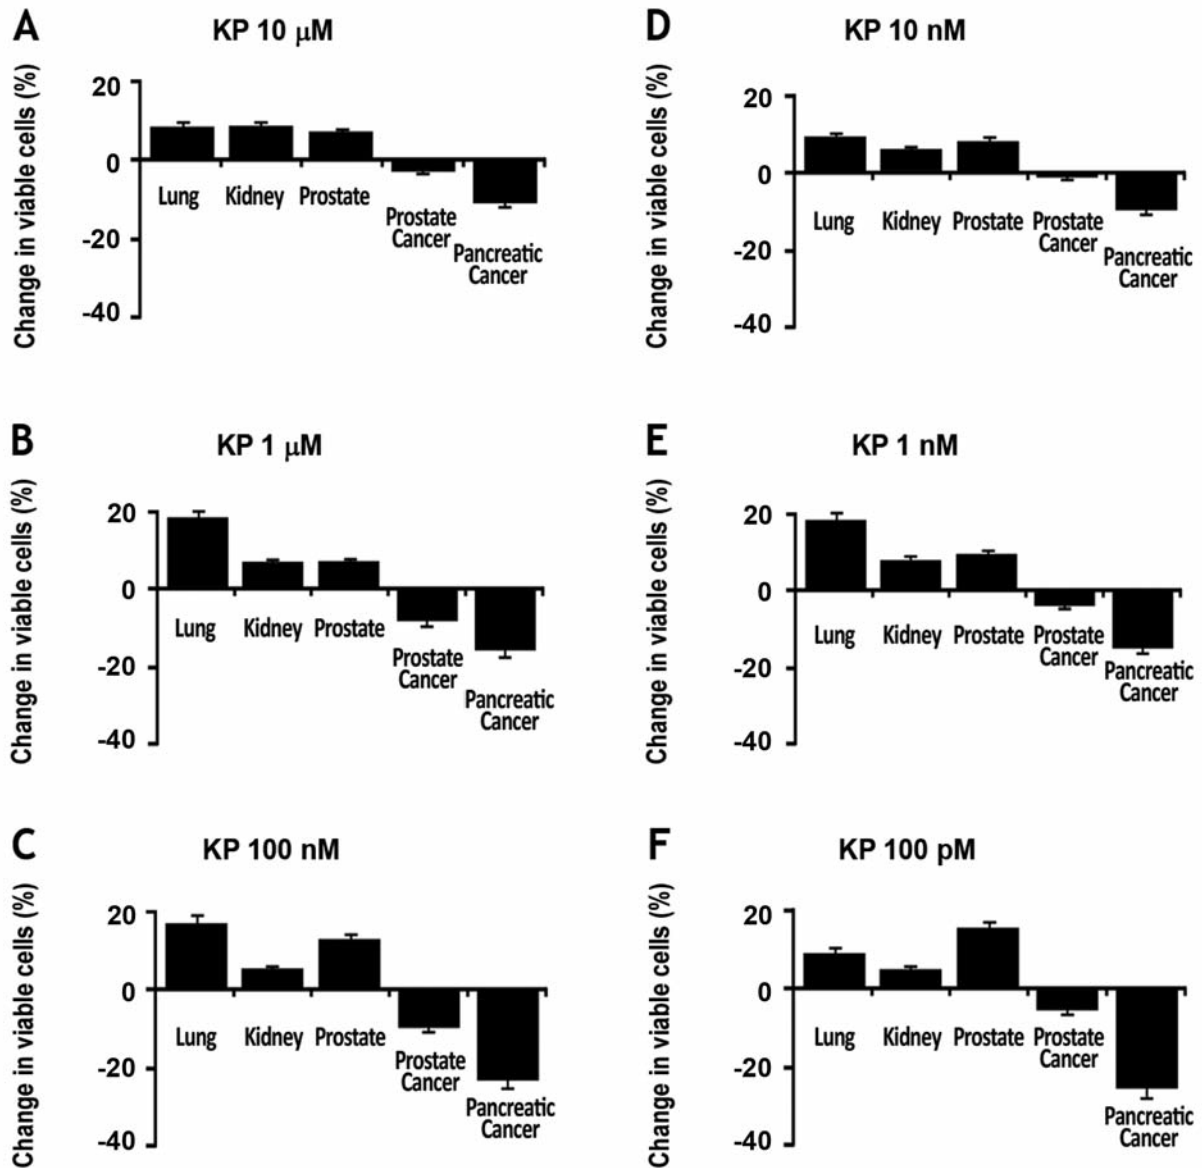 A
KP 10 μM
Change in viable cells (%)
20
0
-20
-40
Lung
Kidney
Prostate
Prostate
Cancer
Pancreatic
Cancer
B
KP 1 μM
Change in viable cells (%)
20
0
-20
-40
Lung
Kidney
Prostate
Prostate
Cancer
Pancreatic
Cancer
C
KP 100 nM
Change in viable cells (%)
20
0
-20
-40
Lung
Kidney
Prostate
Prostate
Cancer
Pancreatic
Cancer
D
KP 10 nM
Change in viable cells (%)
20
0
-20
-40
Lung
Kidney
Prostate
Prostate
Cancer
Pancreatic
Cancer
E
KP 1 nM
Change in viable cells (%)
20
0
-20
-40
Lung
Kidney
Prostate
Prostate
Cancer
Pancreatic
Cancer
F
KP 100 pM
Change in viable cells (%)
20
0
-20
-40
Lung
Kidney
Prostate
Prostate
Cancer
Pancreatic
Cancer